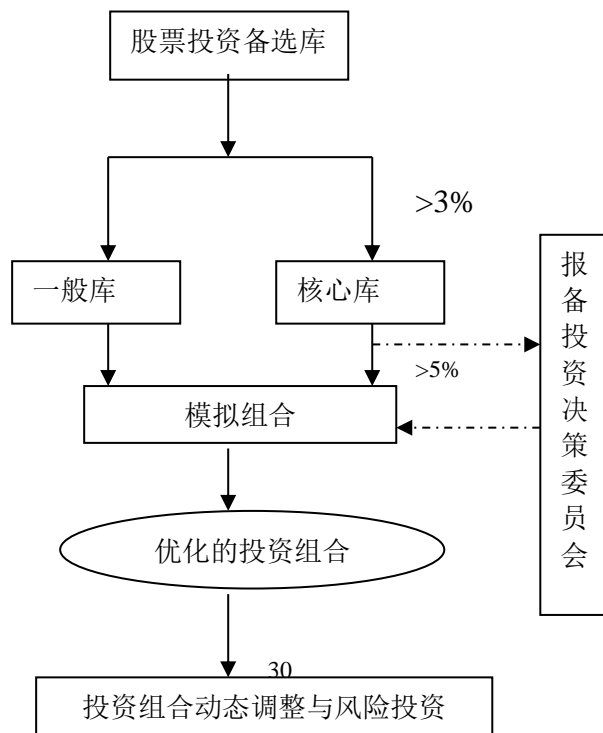 股票投资备选库
>3%
一般库
核心库
报备投资决策委员会
>5%
模拟组合
优化的投资组合
30
投资组合动态调整与风险投资